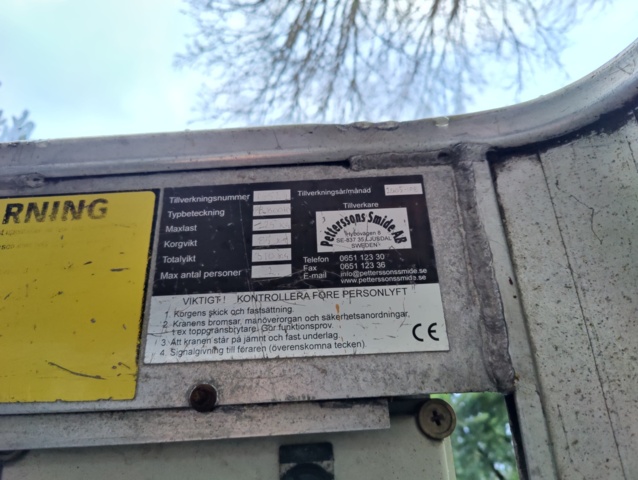 RNING
Tillverkningsnummer
Tillverkningsår/månad
Typbeteckning
Maxlast
Korgvikt
Totalvikt
Max antal personer
Tillverkare
Petterssons Smide AB
SE-837 35 LJUSDAL
SWEDEN
Telefon 0651 123 30
Fax 0651 123 36
E-mail info@petterssonssmide.se
www.petterssonssmide.se
VIKTIGT! KONTROLLERA FÖRE PERSONLYFT
1. Korgens skick och fastsättning.
2. Kranens bromsar, manöverorgan och säkerhetsanordningar,
t ex toppgränsbrytare. Gör funktionsprov.
3. Att kranen står på jämnt och fast underlag.
4. Signalgivning till föraren (överenskomna tecken).
CE